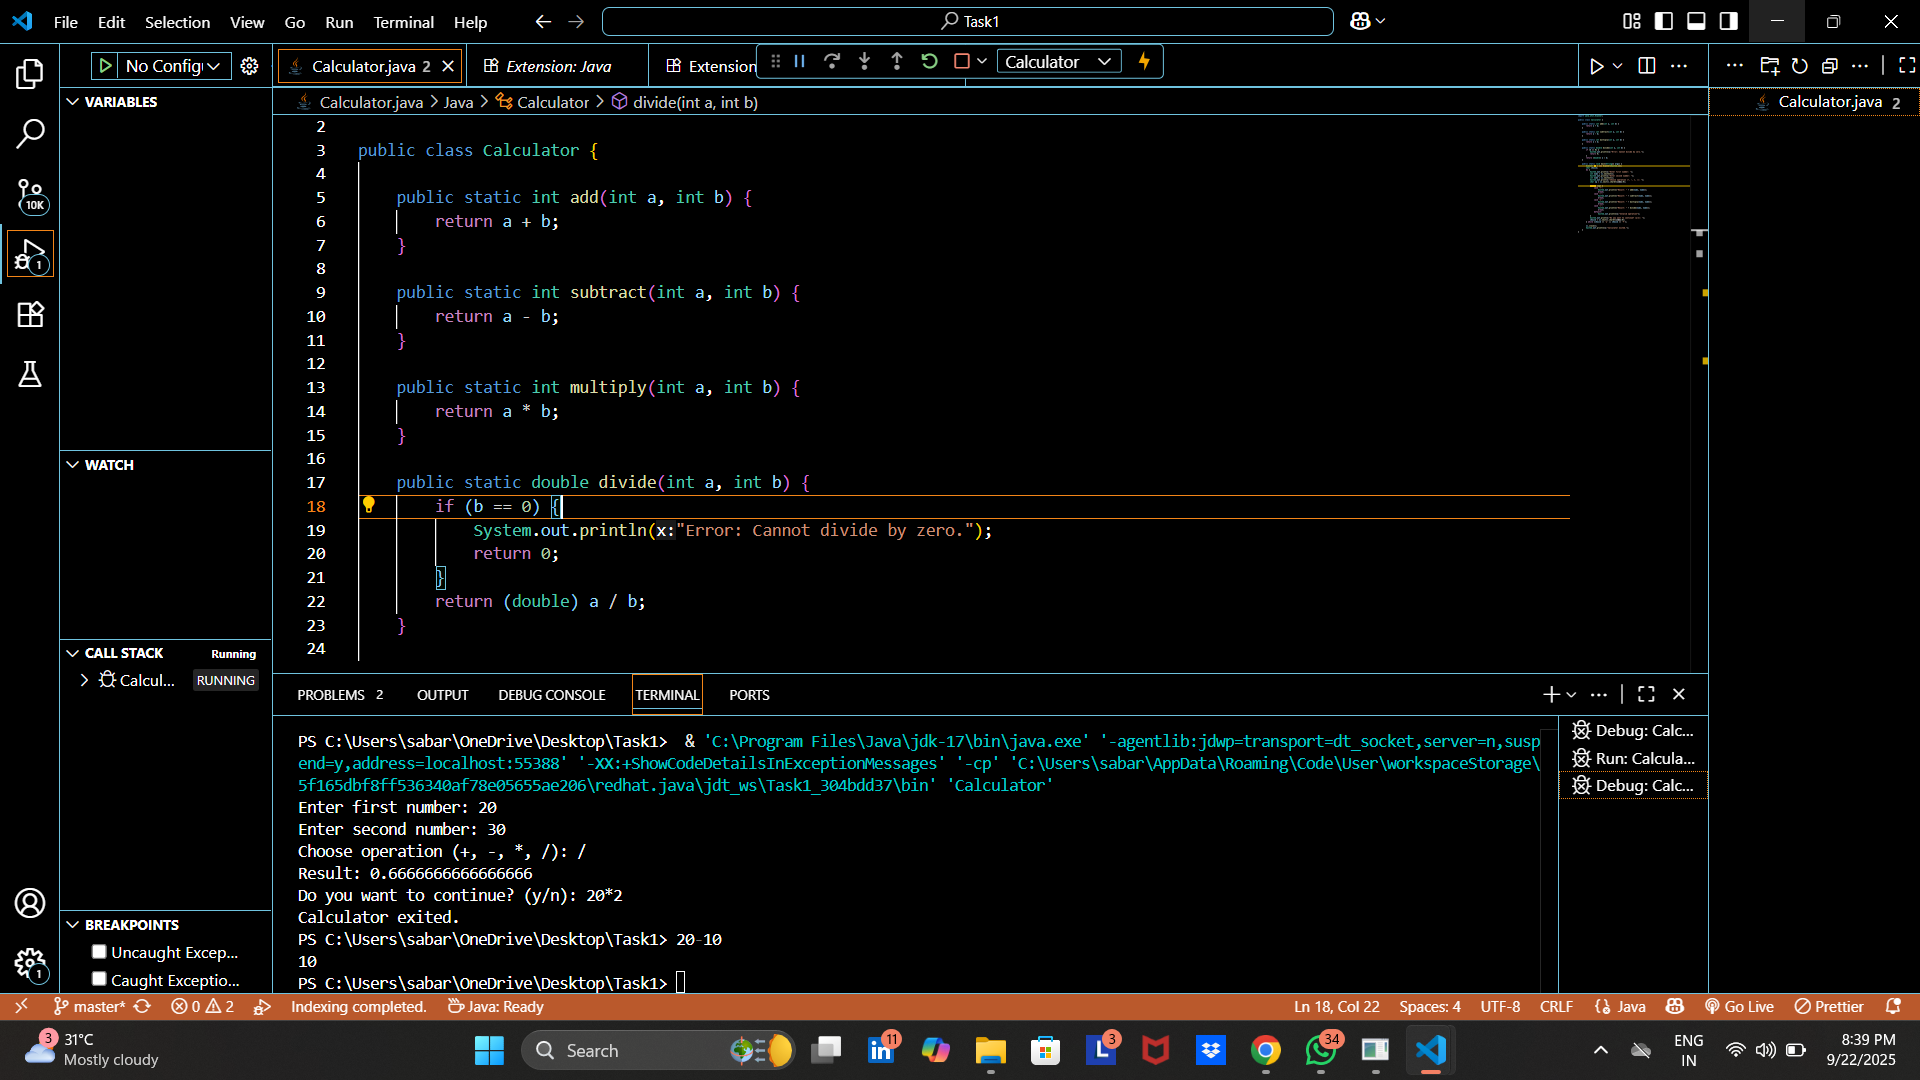 File Edit Selection View Go Run Terminal Help Task1
No Config Calculator.java 2 Extension: Java Extension Calculator
VARIABLES
Calculator.java > Java > Calculator > divide(int a, int b)
Calculator.java 2
2
3 public class Calculator {
4
5 public static int add(int a, int b) {
6 return a + b;
7 }
8
9 public static int subtract(int a, int b) {
10 return a - b;
11 }
12
13 public static int multiply(int a, int b) {
14 return a * b;
15 }
16
17 public static double divide(int a, int b) {
18 if (b == 0) {
19 System.out.println(x:"Error: Cannot divide by zero.");
20 return 0;
21 }
22 return (double) a / b;
23 }
24
10K
1
WATCH
CALL STACK Running
Calcul... RUNNING
BREAKPOINTS
Uncaught Excep...
Caught Exceptio...
1
PROBLEMS 2 OUTPUT DEBUG CONSOLE TERMINAL PORTS
PS C:\Users\sabar\OneDrive\Desktop\Task1> & 'C:\Program Files\Java\jdk-17\bin\java.exe' '-agentlib:jdwp=transport=dt_socket,server=n,susp
end=y,address=localhost:55388' '-XX:+ShowCodeDetailsInExceptionMessages' '-cp' 'C:\Users\sabar\AppData\Roaming\Code\User\workspaceStorage\
5f165dbf8ff536340af78e05655ae206\redhat.java\jdt_ws\Task1_304bdd37\bin' 'Calculator'
Enter first number: 20
Enter second number: 30
Choose operation (+, -, *, /): /
Result: 0.6666666666666666
Do you want to continue? (y/n): 20*2
Calculator exited.
PS C:\Users\sabar\OneDrive\Desktop\Task1> 20-10
10
PS C:\Users\sabar\OneDrive\Desktop\Task1>
Debug: Calc...
Run: Calcula...
Debug: Calc...
master* 0 2 Indexing completed. Java: Ready Ln 18, Col 22 Spaces: 4 UTF-8 CRLF {} Java Go Live Prettier
3 31°C
Mostly cloudy
Search
11
3
34
ENG
IN
8:39 PM
9/22/2025